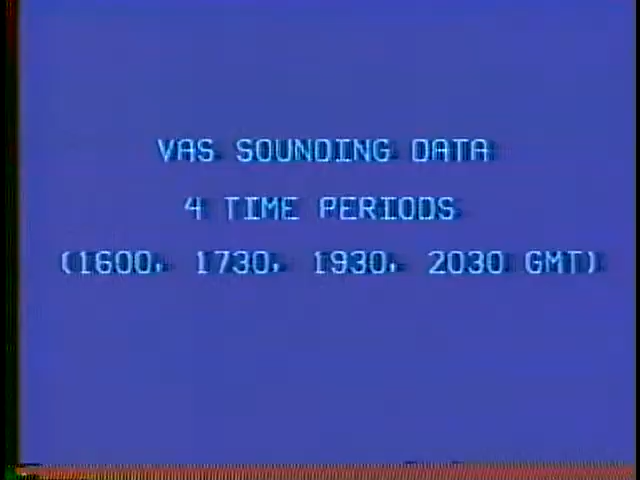 VAS SOUNDING DATA
4 TIME PERIODS
(1600, 1730, 1930, 2030 GMT)